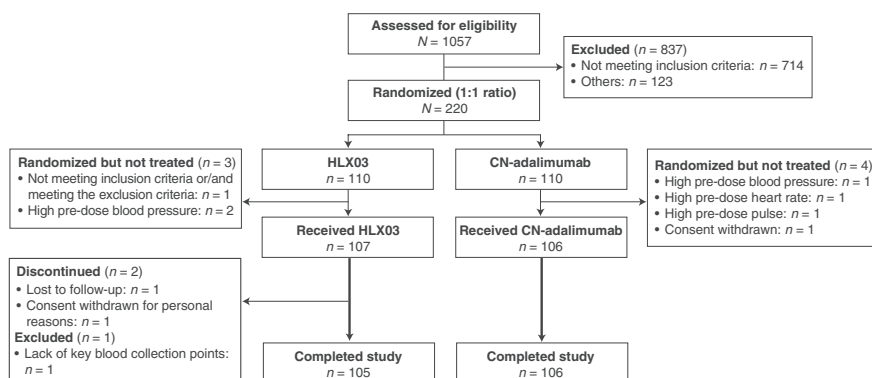 Assessed for eligibility
N = 1057
Excluded (n = 837)
• Not meeting inclusion criteria: n = 714
• Others: n = 123
Randomized (1:1 ratio)
N = 220
Randomized but not treated (n = 3)
• Not meeting inclusion criteria or/and
meeting the exclusion criteria: n = 1
• High pre-dose blood pressure: n = 2
HLX03
n = 110
CN-adalimumab
n = 110
Randomized but not treated (n = 4)
• High pre-dose blood pressure: n = 1
• High pre-dose heart rate: n = 1
• High pre-dose pulse: n = 1
• Consent withdrawn: n = 1
Received HLX03
n = 107
Received CN-adalimumab
n = 106
Discontinued (n = 2)
• Lost to follow-up: n = 1
• Consent withdrawn for personal
reasons: n = 1
Excluded (n = 1)
• Lack of key blood collection points:
n = 1
Completed study
n = 105
Completed study
n = 106